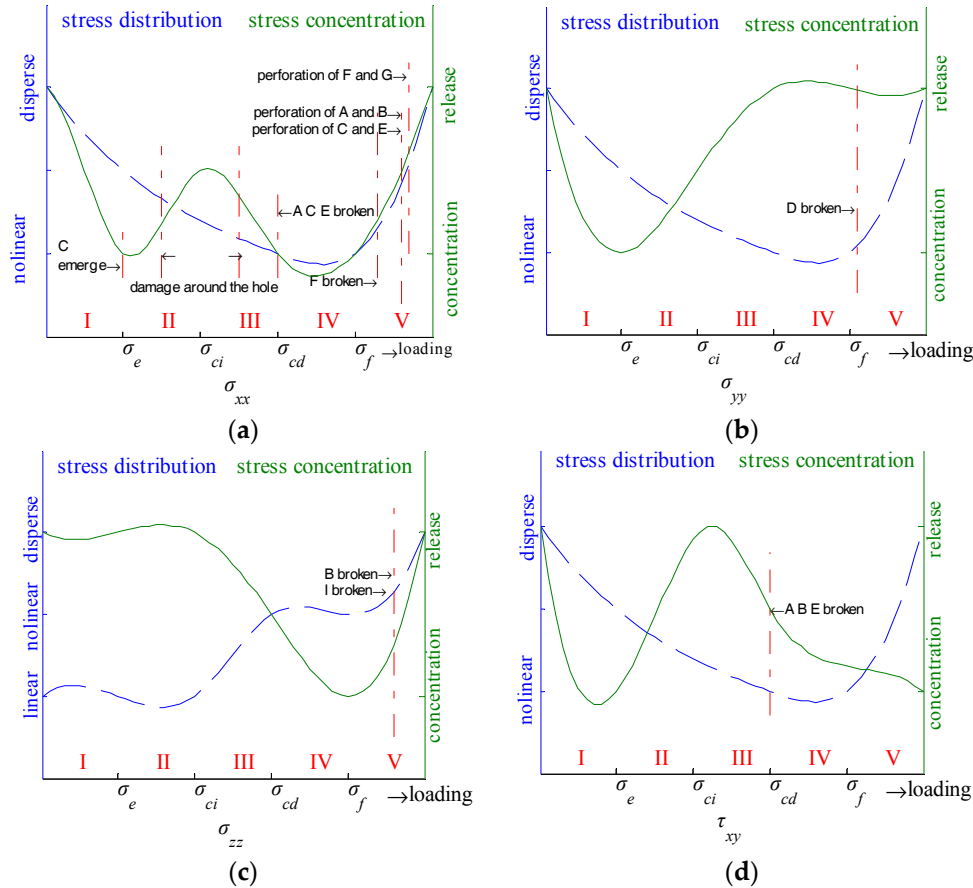 stress distribution stress concentration
disperse
nolinear
release
concentration
perforation of F and G→
perforation of A and B→
perforation of C and E→
←A C E broken
C
emerge→
damage around the hole
F broken→
I II III IV V
σe σci σcd σf →loading
σxx
(a)
stress distribution stress concentration
disperse
nolinear
release
concentration
D broken→
I II III IV V
σe σci σcd σf →loading
σyy
(b)
stress distribution stress concentration
disperse
nolinear
linear
release
concentration
B broken→
I broken→
I II III IV V
σe σci σcd σf →loading
σzz
(c)
stress distribution stress concentration
disperse
nolinear
release
concentration
←A B E broken
I II III IV V
σe σci σcd σf →loading
τxy
(d)